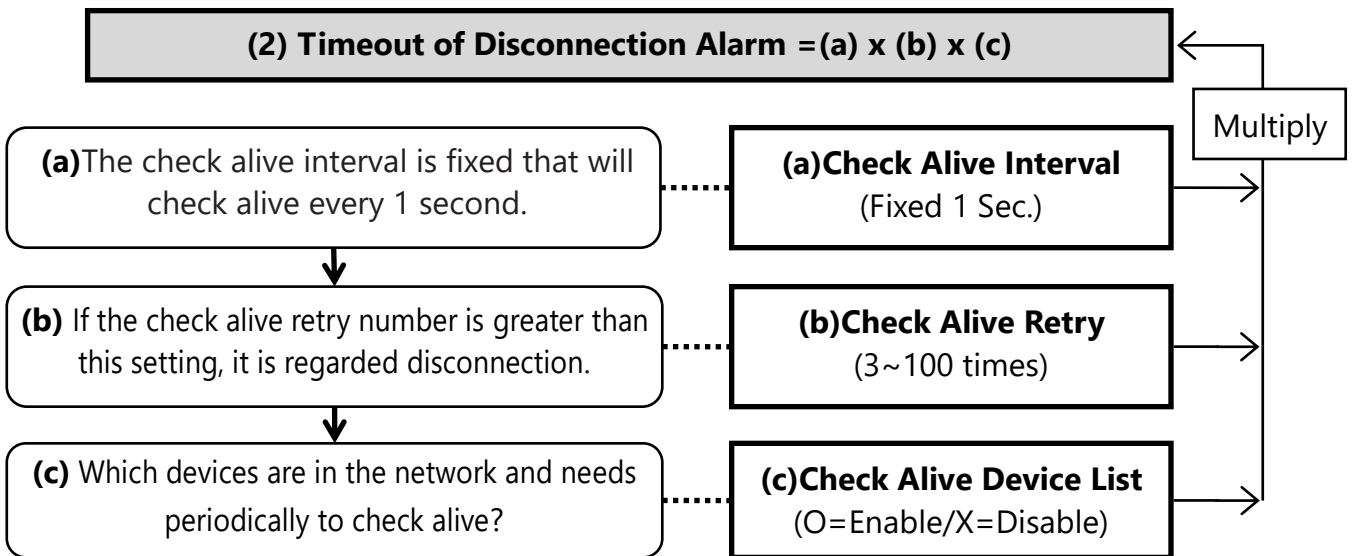 (2) Timeout of Disconnection Alarm =(a) x (b) x (c)
Multiply
(a)The check alive interval is fixed that will
check alive every 1 second.
(a)Check Alive Interval
(Fixed 1 Sec.)
(b) If the check alive retry number is greater than
this setting, it is regarded disconnection.
(b)Check Alive Retry
(3~100 times)
(c) Which devices are in the network and needs
periodically to check alive?
(c)Check Alive Device List
(O=Enable/X=Disable)